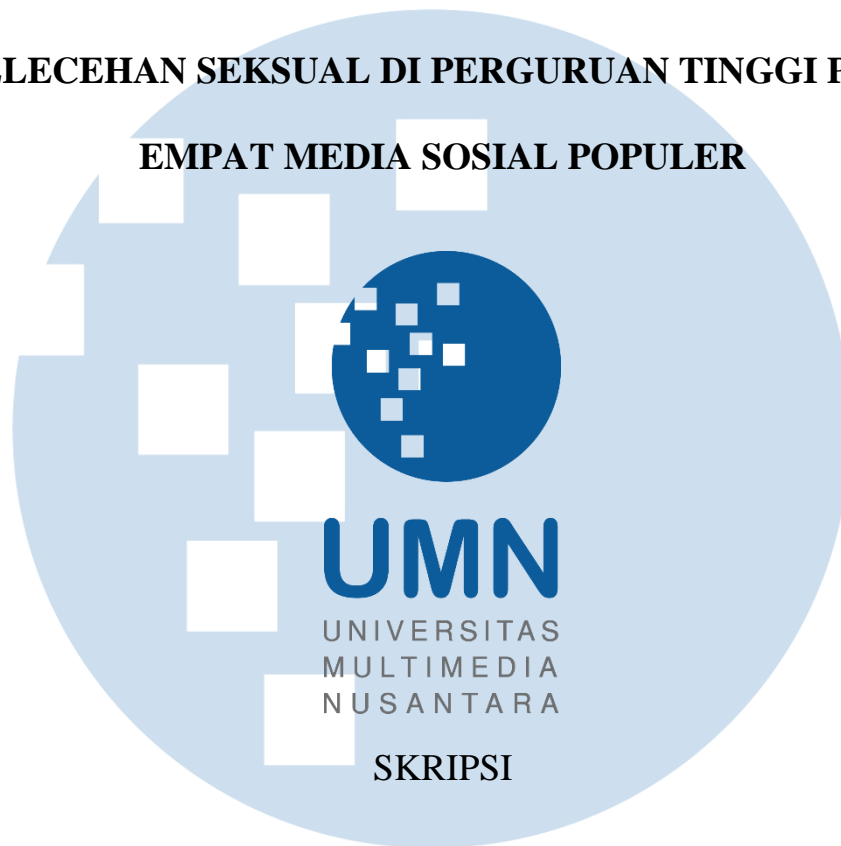 LECEHAN SEKSUAL DI PERGURUAN TINGGI
EMPAT MEDIA SOSIAL POPULER
UMN
UNIVERSITAS
MULTIMEDIA
NUSANTARA
SKRIPSI